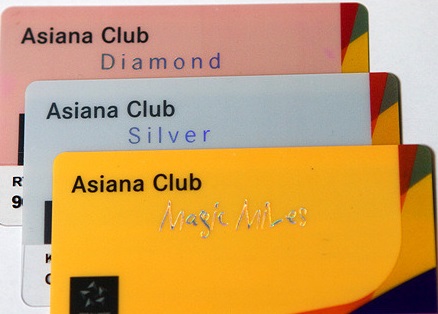 Asiana Club
Diamond
Asiana Club
Silver
Asiana Club
Magic Miles